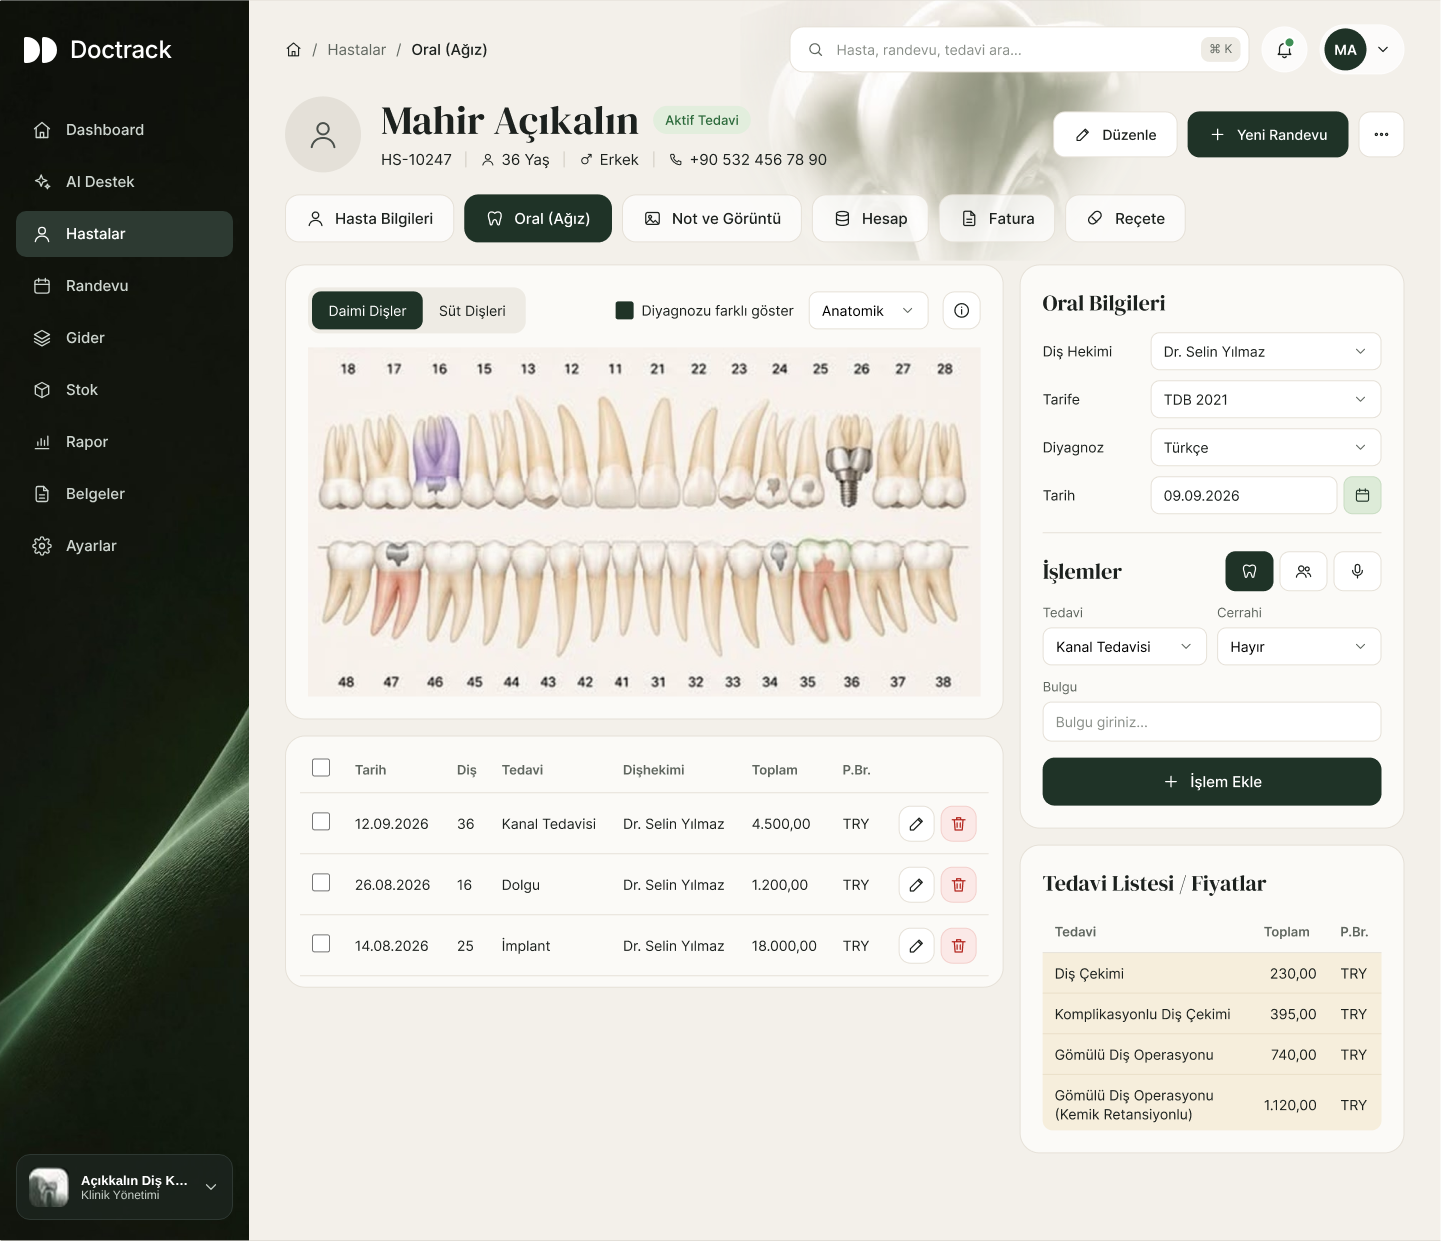 Doctrack
Dashboard
AI Destek
Hastalar
Randevu
Gider
Stok
Rapor
Belgeler
Ayarlar
Açıkkalın Diş K...
Klinik Yönetimi
/ Hastalar / Oral (Ağız)
Hasta, randevu, tedavi ara...
⌘ K
MA
Mahir Açıkalın
Aktif Tedavi
HS-10247
36 Yaş
Erkek
+90 532 456 78 90
Düzenle
Yeni Randevu
Hasta Bilgileri
Oral (Ağız)
Not ve Görüntü
Hesap
Fatura
Reçete
Daimi Dişler
Süt Dişleri
Diyagnozu farklı göster
Anatomik
18 17 16 15 13 12 11 21 22 23 24 25 26 27 28
48 47 46 45 44 43 42 41 31 32 33 34 35 36 37 38
Tarih Diş Tedavi Dişhekimi Toplam P.Br.
12.09.2026 36 Kanal Tedavisi Dr. Selin Yılmaz 4.500,00 TRY
26.08.2026 16 Dolgu Dr. Selin Yılmaz 1.200,00 TRY
14.08.2026 25 İmplant Dr. Selin Yılmaz 18.000,00 TRY
Oral Bilgileri
Diş Hekimi Dr. Selin Yılmaz
Tarife TDB 2021
Diyagnoz Türkçe
Tarih 09.09.2026
İşlemler
Tedavi Cerrahi
Kanal Tedavisi Hayır
Bulgu
Bulgu giriniz...
İşlem Ekle
Tedavi Listesi / Fiyatlar
Tedavi Toplam P.Br.
Diş Çekimi 230,00 TRY
Komplikasyonlu Diş Çekimi 395,00 TRY
Gömülü Diş Operasyonu 740,00 TRY
Gömülü Diş Operasyonu
(Kemik Retansiyonlu) 1.120,00 TRY